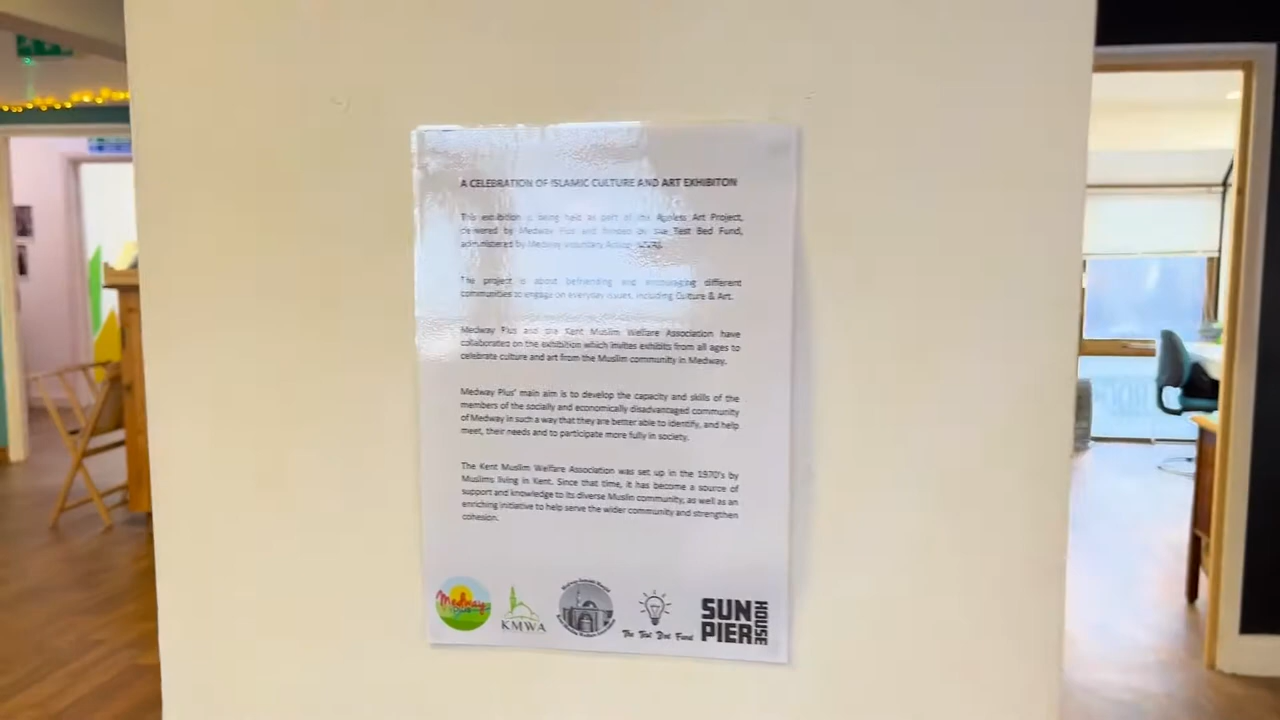 A CELEBRATION OF ISLAMIC CULTURE AND ART EXHIBITON
This exhibition is being held as part of the Ageless Art Project,
delivered by Medway Plus and funded by the Test Bed Fund,
administered by Medway Voluntary Action
The project is about befriending and encouraging different
communities to engage on everyday issues, including Culture & Art.
Medway Plus and the Kent Muslim Welfare Association have
collaborated on the exhibition which invites exhibits from all ages to
celebrate culture and art from the Muslim community in Medway.
Medway Plus' main aim is to develop the capacity and skills of the
members of the socially and economically disadvantaged community
of Medway in such a way that they are better able to identify, and help
meet, their needs and to participate more fully in society.
The Kent Muslim Welfare Association was set up in the 1970's by
Muslims living in Kent. Since that time, it has become a source of
support and knowledge to its diverse Muslim community, as well as an
enriching initiative to help serve the wider community and strengthen
cohesion.
Medway
Plus
KMWA
The Test Bed Fund
SUN
PIER
HOUSE